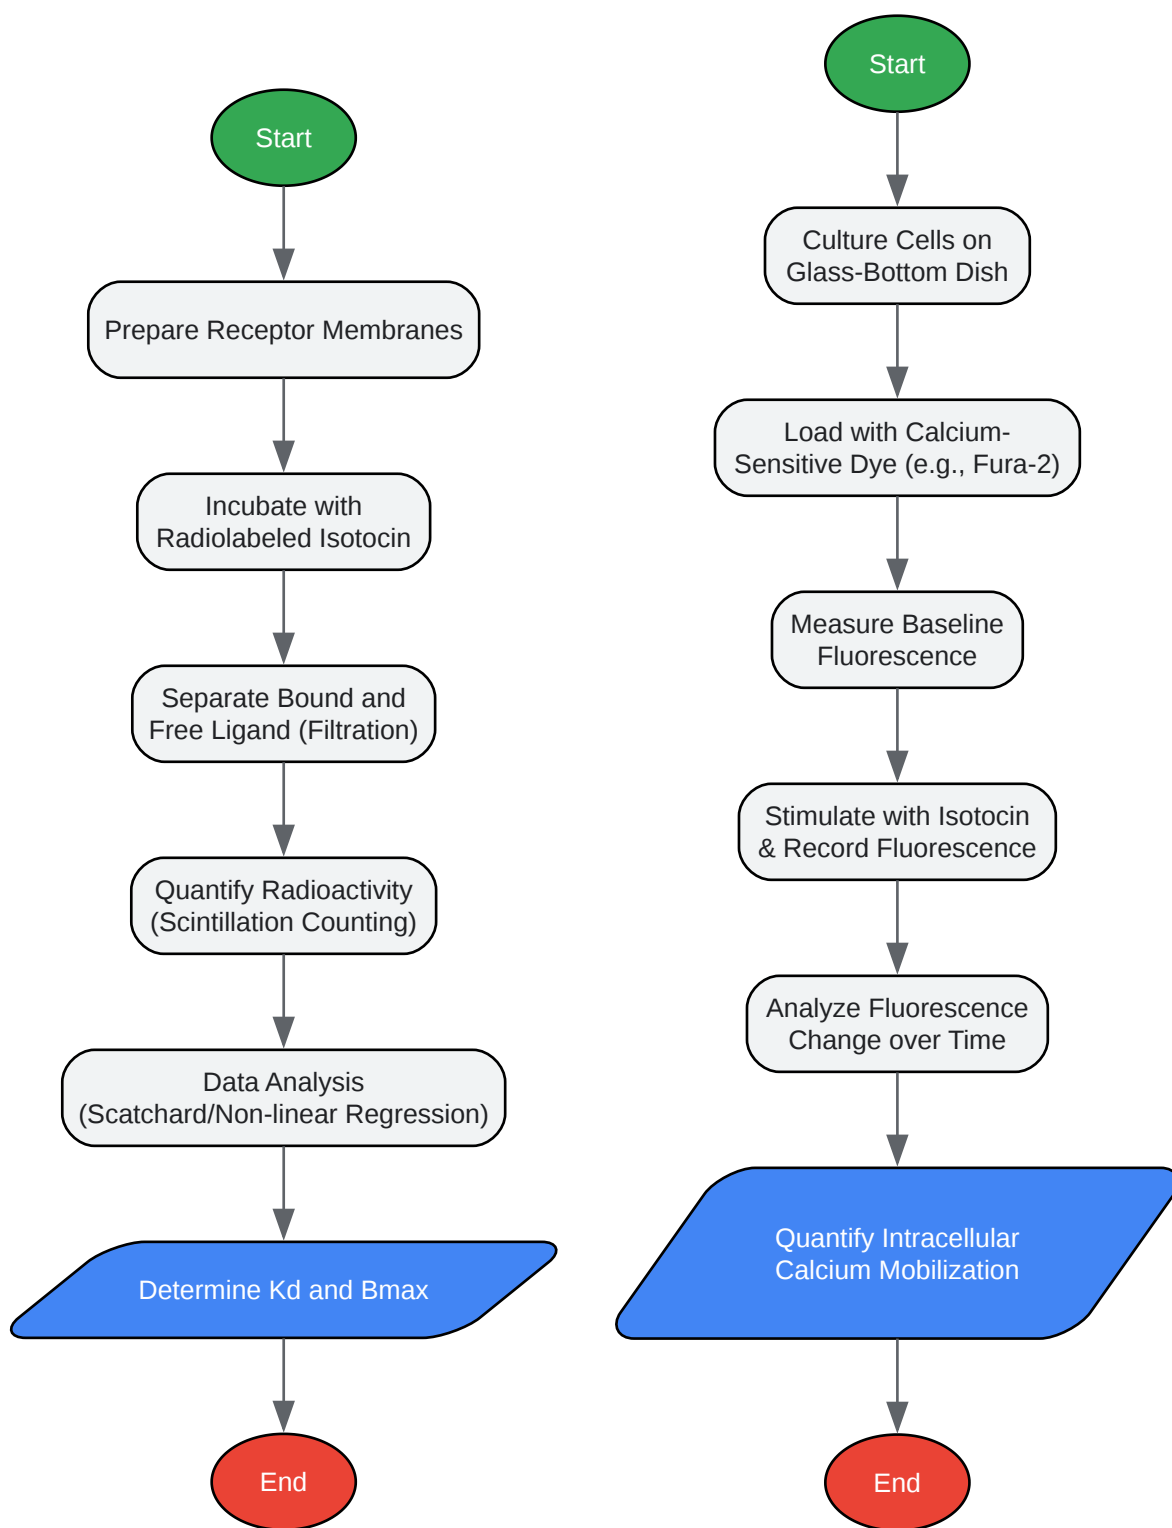 Start
Prepare Receptor Membranes
Incubate with
Radiolabeled Isotocin
Separate Bound and
Free Ligand (Filtration)
Quantify Radioactivity
(Scintillation Counting)
Data Analysis
(Scatchard/Non-linear Regression)
Determine Kd and Bmax
End
Start
Culture Cells on
Glass-Bottom Dish
Load with Calcium-
Sensitive Dye (e.g., Fura-2)
Measure Baseline
Fluorescence
Stimulate with Isotocin
& Record Fluorescence
Analyze Fluorescence
Change over Time
Quantify Intracellular
Calcium Mobilization
End